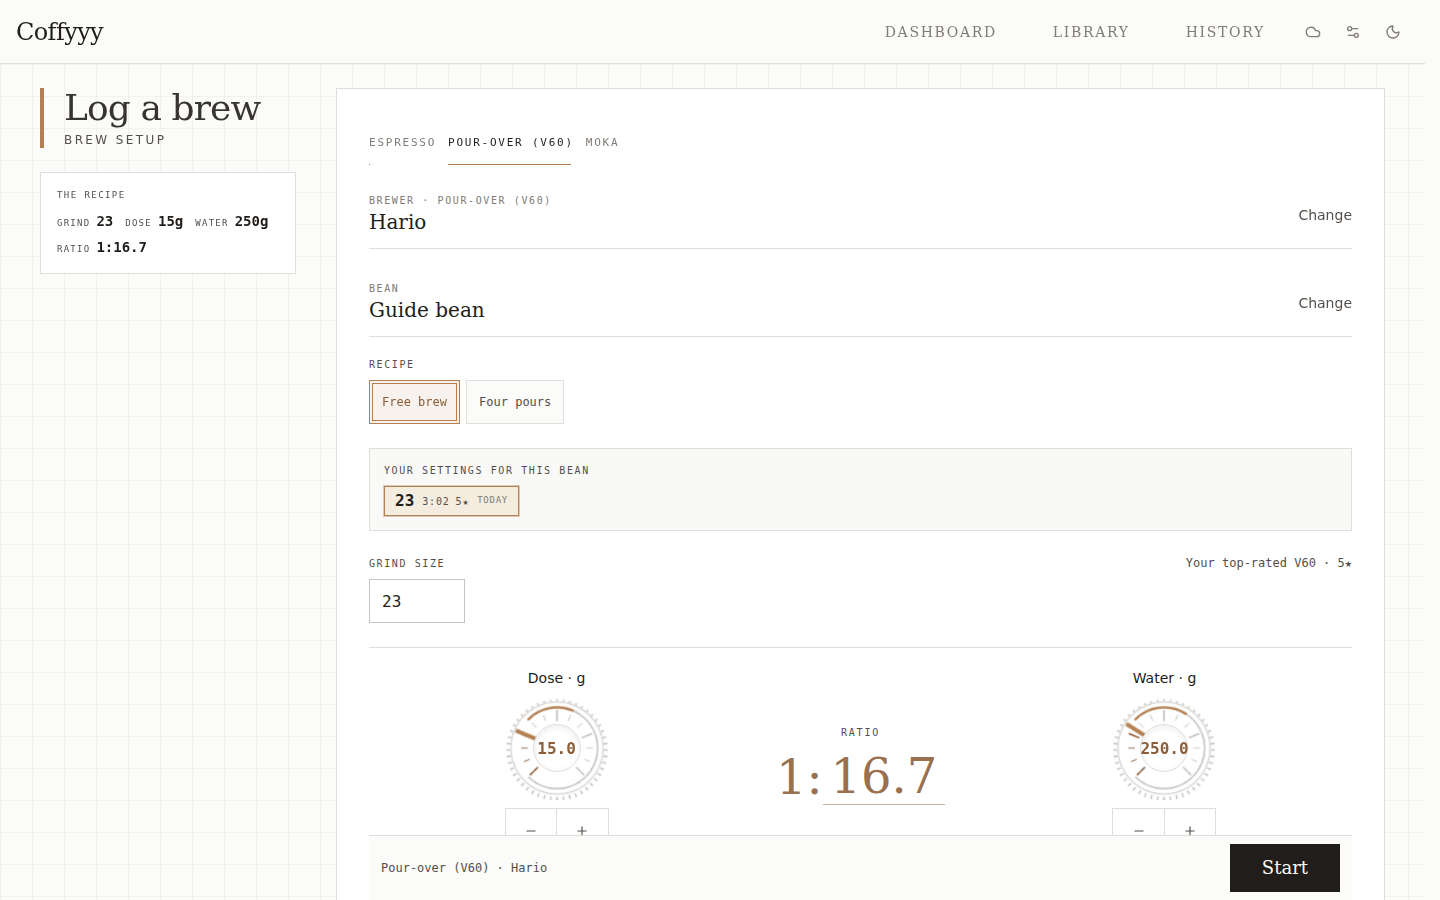 Coffyyy
DASHBOARD LIBRARY HISTORY
Log a brew
BREW SETUP
THE RECIPE
GRIND 23 DOSE 15g WATER 250g
RATIO 1:16.7
ESPRESSO POUR-OVER (V60) MOKA
BREWER · POUR-OVER (V60)
Hario
Change
BEAN
Guide bean
Change
RECIPE
Free brew Four pours
YOUR SETTINGS FOR THIS BEAN
23 3:02 5★ TODAY
GRIND SIZE
Your top-rated V60 · 5★
23
Dose · g
15.0
− +
RATIO
1:16.7
Water · g
250.0
− +
Pour-over (V60) · Hario
Start